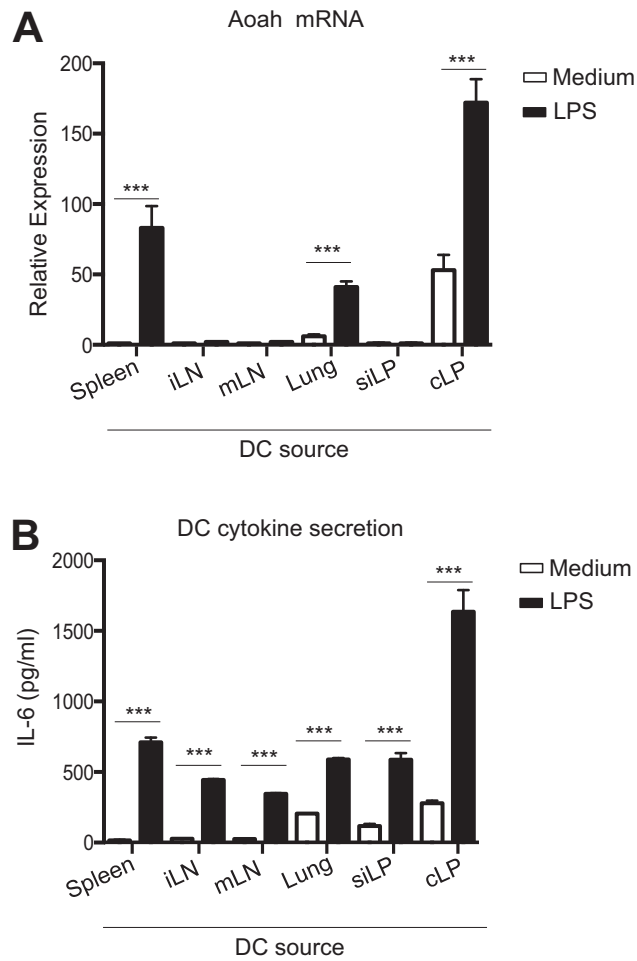 A
Aoah mRNA
Relative Expression
200
150
100
50
0
***
***
***
Medium
LPS
Spleen
iLN
mLN
Lung
siLP
cLP
DC source
B
DC cytokine secretion
IL-6 (pg/ml)
2000
1500
1000
500
0
***
***
***
***
***
***
Medium
LPS
Spleen
iLN
mLN
Lung
siLP
cLP
DC source